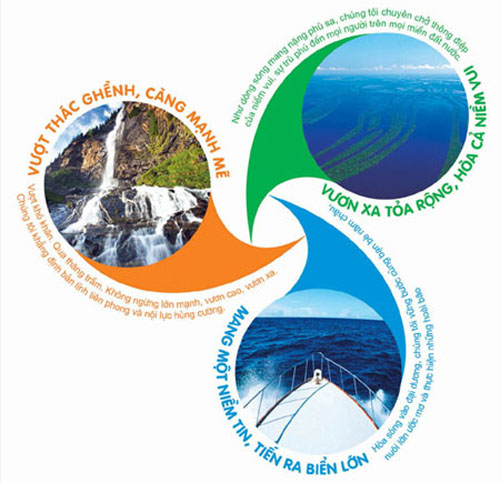 VƯỢT THÁC GHỀNH, CÀNG MẠNH MẼ
Vượt khó khăn. Qua thăng trầm. Không ngừng lớn mạnh, vươn cao, vươn xa.
Chúng tôi khẳng định bản lĩnh tiên phong và nội lực hùng cường.
Như dòng sông mang nặng phù sa, chúng tôi chuyên chở thông điệp
của niềm vui, sự trù phú đến mọi người trên mọi miền đất nước.
VƯƠN XA TỎA RỘNG, HÒA CẢ NIỀM VUI
MANG MỘT NIỀM TIN, TIẾN RA BIỂN LỚN
Hòa sóng vào đại dương, chúng tôi vững bước cùng bạn bè năm châu
nuôi lớn ước mơ và thực hiện những hoài bão